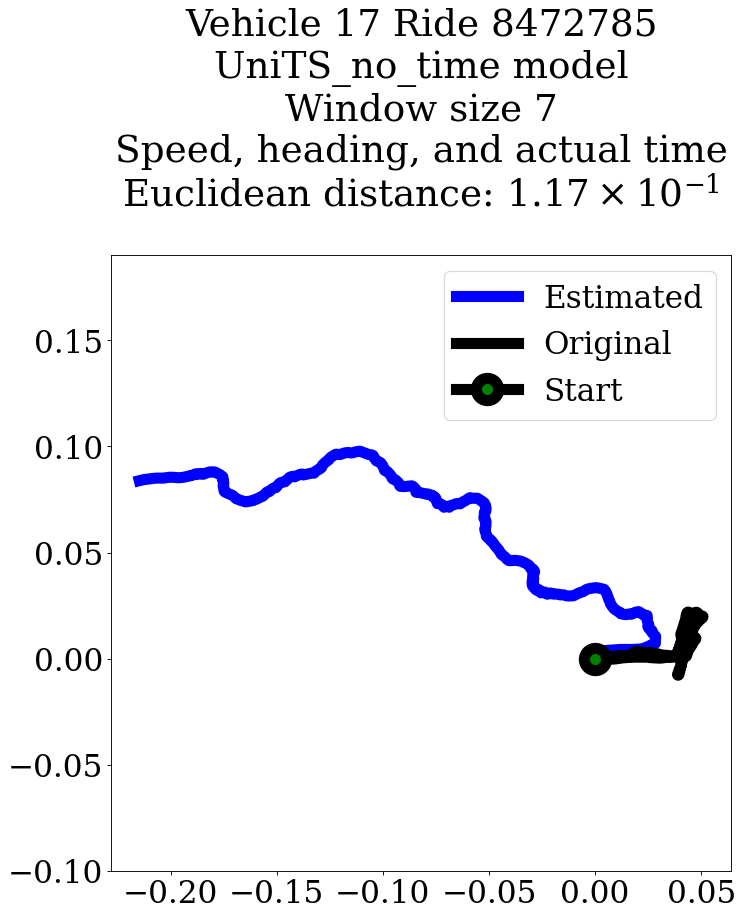 Vehicle 17 Ride 8472785
UniTS_no_time model
Window size 7
Speed, heading, and actual time
Euclidean distance: 1.17 × 10⁻¹
Estimated
Original
Start
0.15
0.10
0.05
0.00
−0.05
−0.10
−0.20 −0.15 −0.10 −0.05 0.00 0.05